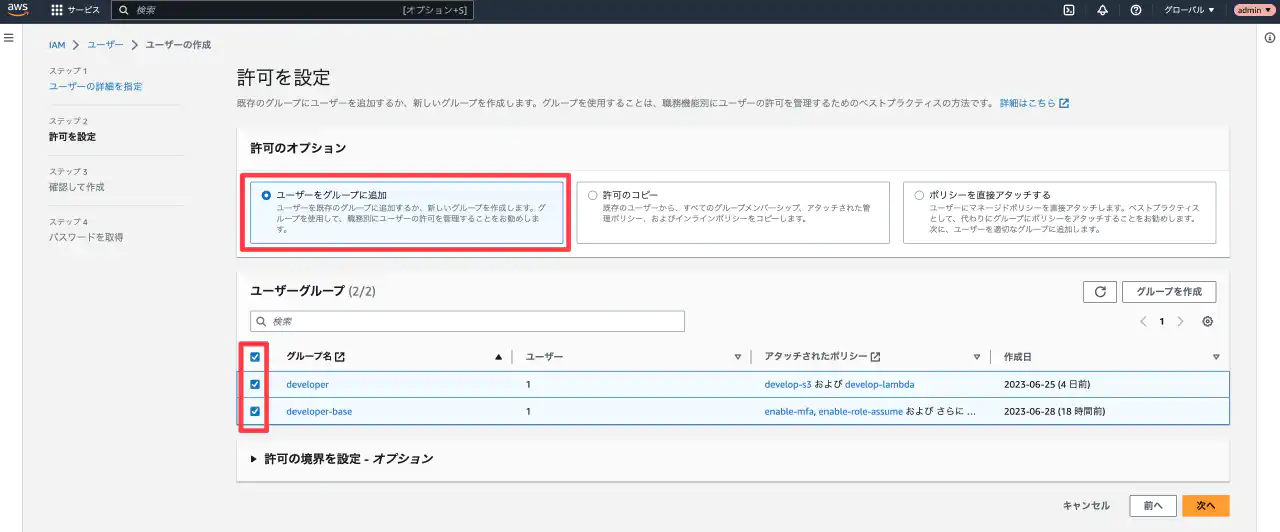 aws
サービス
検索
[オプション+S]
グローバル ▼
admin ▼
IAM > ユーザー > ユーザーの作成
ステップ 1
ユーザーの詳細を指定
ステップ 2
許可を設定
ステップ 3
確認して作成
ステップ 4
パスワードを取得
許可を設定
既存のグループにユーザーを追加するか、新しいグループを作成します。グループを使用することは、職務機能別にユーザーの許可を管理するためのベストプラクティスの方法です。 詳細はこちら
許可のオプション
ユーザーをグループに追加
ユーザーを既存のグループに追加するか、新しいグループを作成します。グ
ループを使用して、職務別にユーザーの許可を管理することをお勧めしま
す。
許可のコピー
既存のユーザーから、すべてのグループメンバーシップ、アタッチされた管
理ポリシー、およびインラインポリシーをコピーします。
ポリシーを直接アタッチする
ユーザーにマネージドポリシーを直接アタッチします。ベストプラクティス
として、代わりにグループにポリシーをアタッチすることをお勧めします。
次に、ユーザーを適切なグループに追加します。
ユーザーグループ (2/2)
グループを作成
検索
1
グループ名 ユーザー アタッチされたポリシー 作成日
developer 1 develop-s3 および develop-lambda 2023-06-25 (4 日前)
developer-base 1 enable-mfa, enable-role-assume および さらに ... 2023-06-28 (18 時間前)
許可の境界を設定 - オプション
キャンセル
前へ
次へ